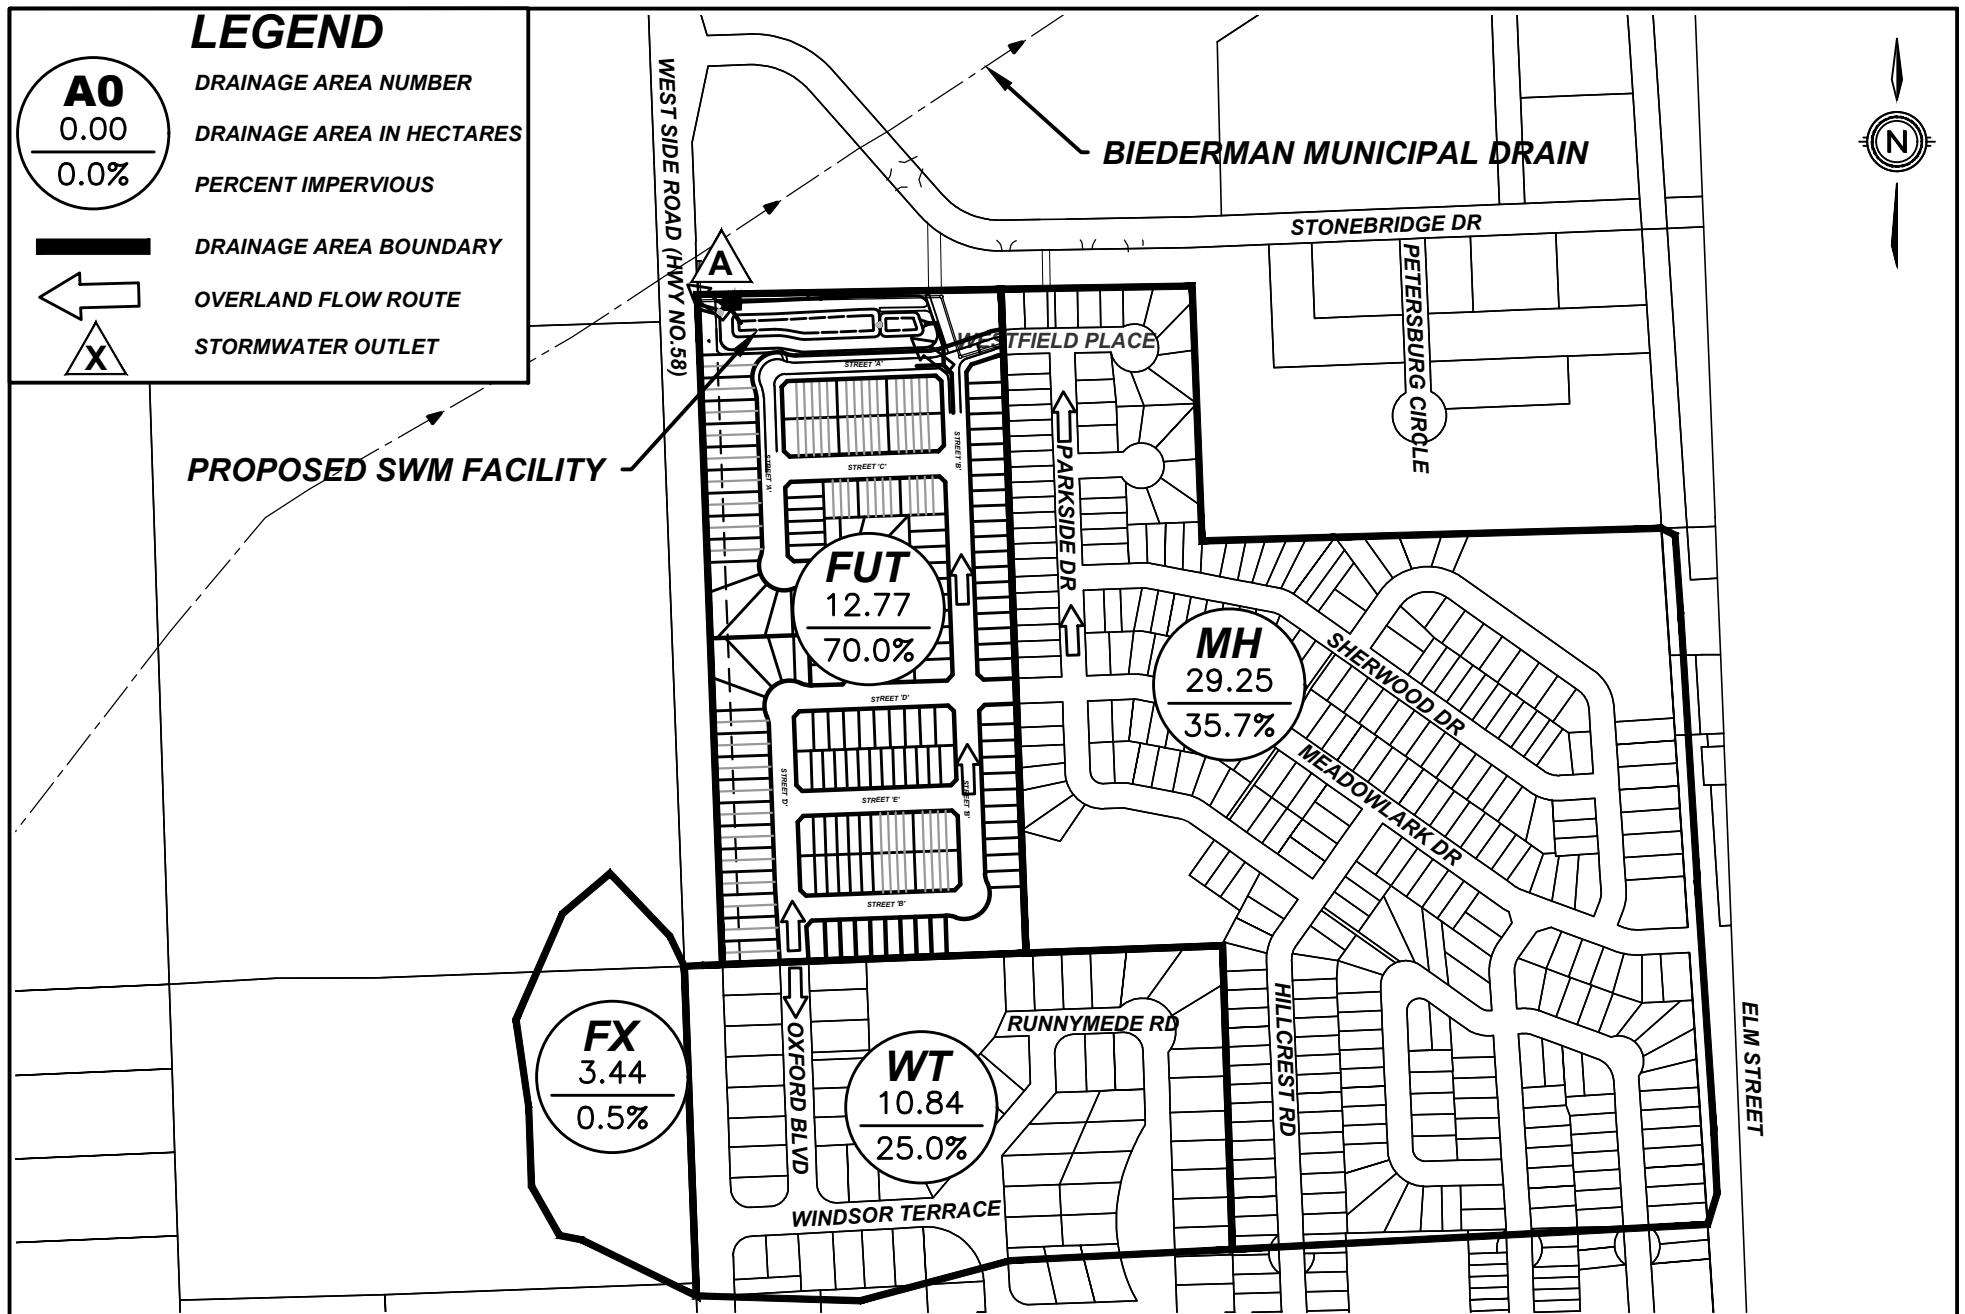 LEGEND
A0
0.00
0.0%
DRAINAGE AREA NUMBER
DRAINAGE AREA IN HECTARES
PERCENT IMPERVIOUS
DRAINAGE AREA BOUNDARY
OVERLAND FLOW ROUTE
X
STORMWATER OUTLET
WEST SIDE ROAD (HWY NO.58)
BIEDERMAN MUNICIPAL DRAIN
N
STONEBRIDGE DR
PETERSBURG CIRCLE
A
WESTFIELD PLACE
STREET 'A'
PROPOSED SWM FACILITY
STREET 'A'
STREET 'C'
STREET 'B'
PARKSIDE DR
FUT
12.77
70.0%
MH
29.25
35.7%
SHERWOOD DR
MEADOWLARK DR
STREET 'D'
STREET 'D'
STREET 'E'
STREET 'B'
STREET 'B'
FX
3.44
0.5%
OXFORD BLVD
WT
10.84
25.0%
RUNNYMEDE RD
HILLCREST RD
ELM STREET
WINDSOR TERRACE